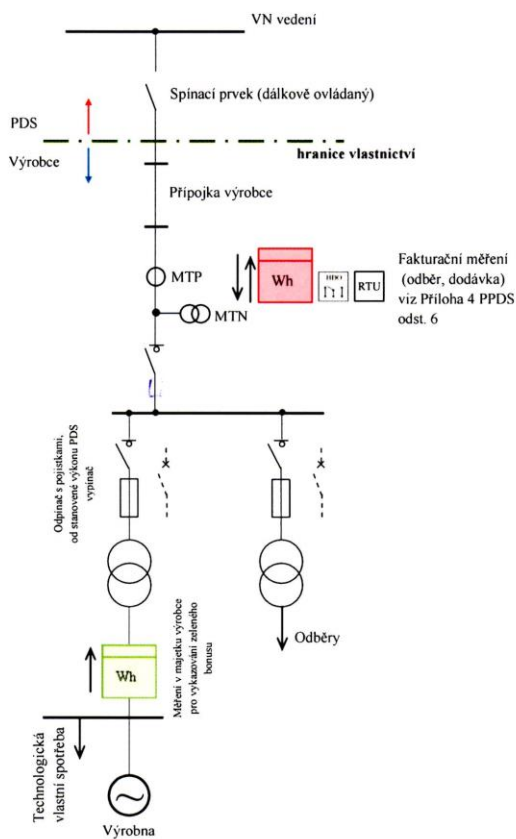 VN vedení
Spínací prvek (dálkově ovládaný)
PDS
hranice vlastnictví
Výrobce
Přípojka výrobce
MTP
Wh
HDO
RTU
Fakturační měření
(odběr, dodávka)
viz Příloha 4 PPDS
odst. 6
MTN
Odpínač s pojistkami,
od stanovené výkonu PDS
vypínač
Odběry
Wh
Měření v majetku výrobce
pro vykazování zeleného
bonusu
Technologická
vlastní spotřeba
Výrobna